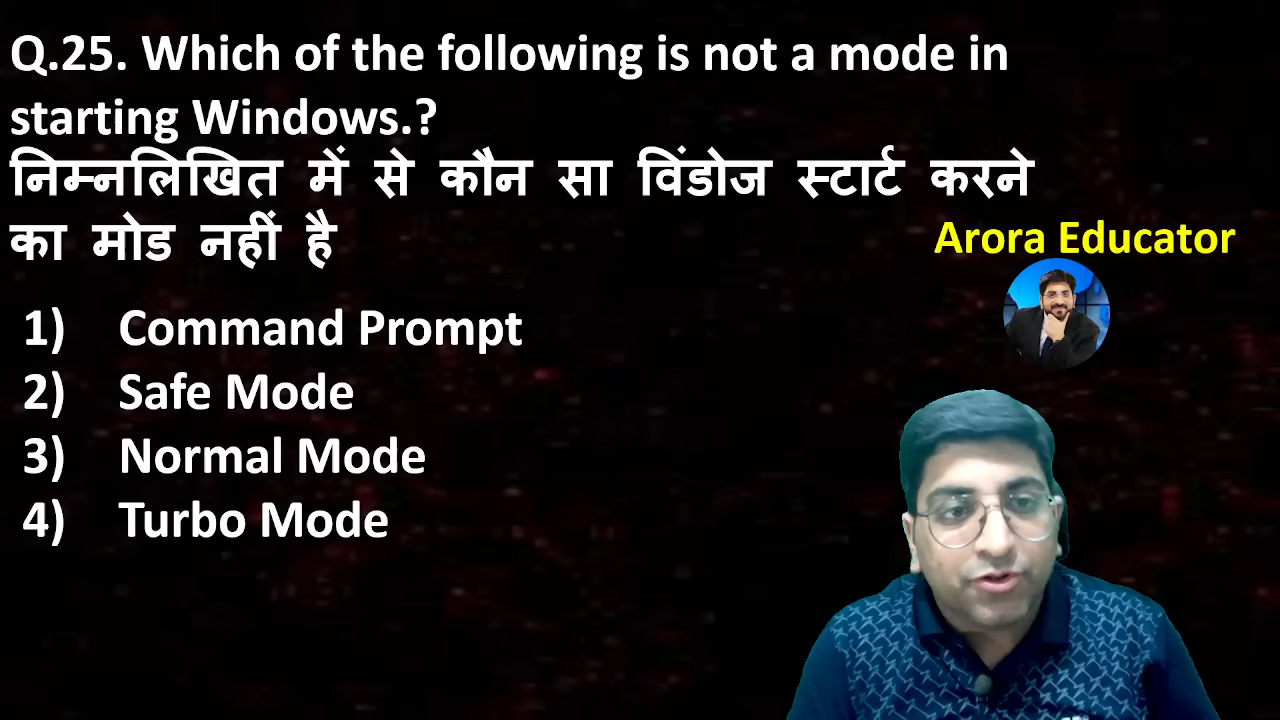 Q.25. Which of the following is not a mode in
starting Windows.?
निम्नलिखित में से कौन सा विंडोज स्टार्ट करने
का मोड नहीं है
Arora Educator
1) Command Prompt
2) Safe Mode
3) Normal Mode
4) Turbo Mode